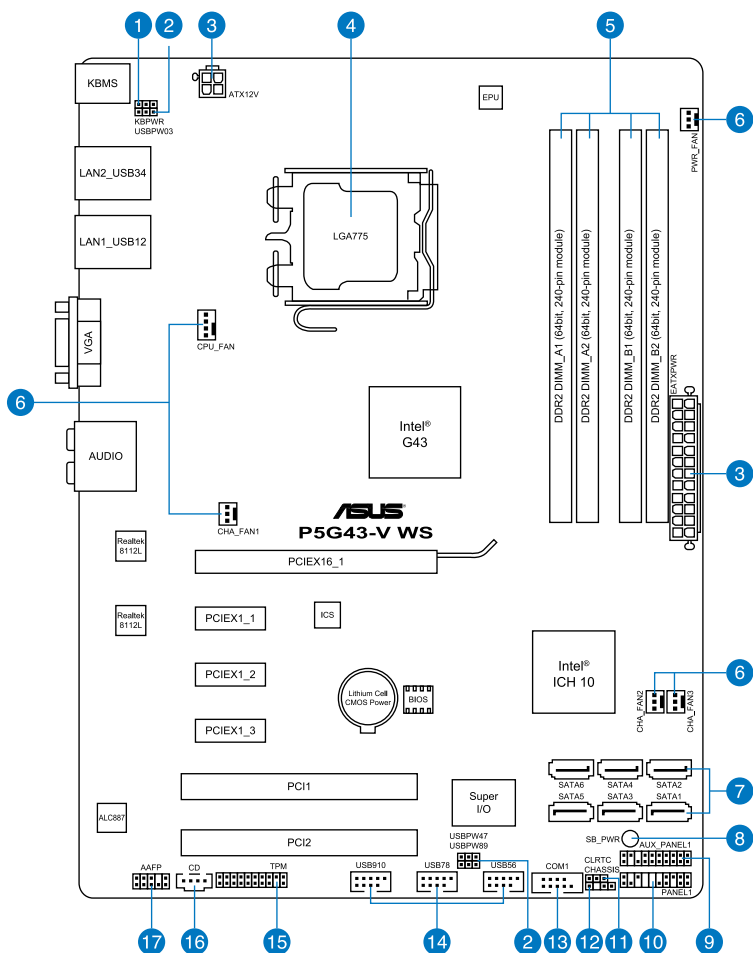 1
2
3
4
5
KBMS
ATX12V
EPU
6
KBPWR
USBPW03
PWR_FAN
LAN2_USB34
LAN1_USB12
LGA775
DDR2 DIMM_A1 (64bit, 240-pin module)
DDR2 DIMM_A2 (64bit, 240-pin module)
DDR2 DIMM_B1 (64bit, 240-pin module)
DDR2 DIMM_B2 (64bit, 240-pin module)
VGA
CPU_FAN
EATXPWR
6
Intel®
G43
AUDIO
3
CHA_FAN1
ASUS
P5G43-V WS
Realtek
8112L
PCIEX16_1
Realtek
8112L
PCIEX1_1
ICS
Intel®
ICH 10
6
PCIEX1_2
Lithium Cell
CMOS Power
BIOS
CHA_FAN2
CHA_FAN3
PCIEX1_3
SATA6
SATA4
SATA2
7
PCI1
Super
I/O
SATA5
SATA3
SATA1
ALC887
PCI2
USBPW47
USBPW89
SB_PWR
8
AUX_PANEL1
AAFP
CD
TPM
USB910
USB78
USB56
COM1
CLRTC
CHASSIS
PANEL1
17
16
15
14
2
13
12
11
10
9